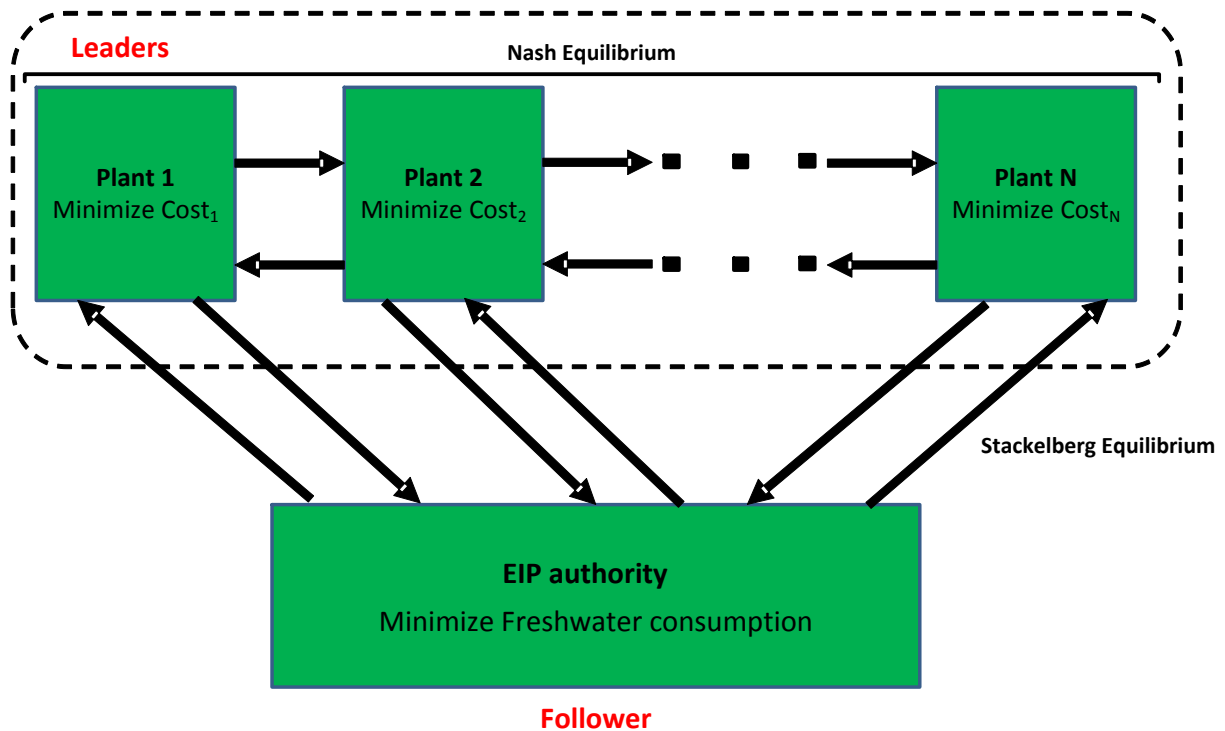 Leaders
Nash Equilibrium
Plant 1
Minimize Cost₁
Plant 2
Minimize Cost₂
Plant N
Minimize Cost_N
Stackelberg Equilibrium
EIP authority
Minimize Freshwater consumption
Follower